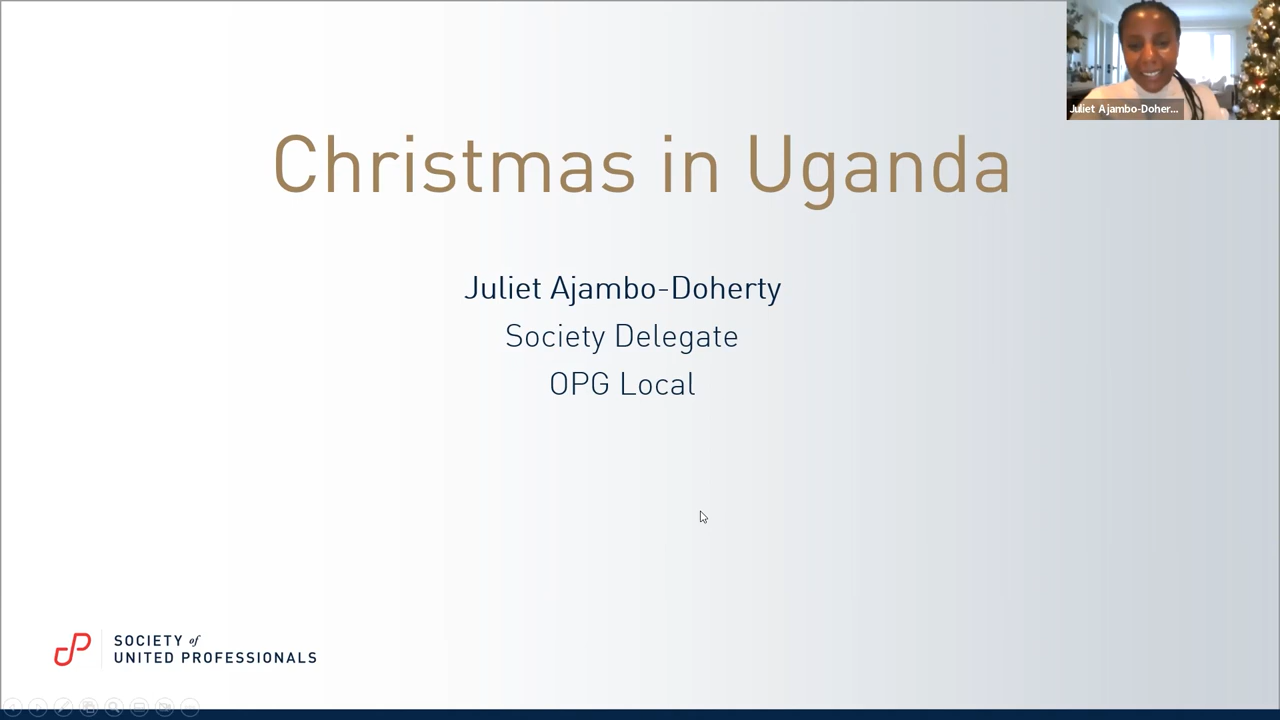 Juliet Ajambo-Doher...
Christmas in Uganda
Juliet Ajambo-Doherty
Society Delegate
OPG Local
SOCIETY of
UNITED PROFESSIONALS